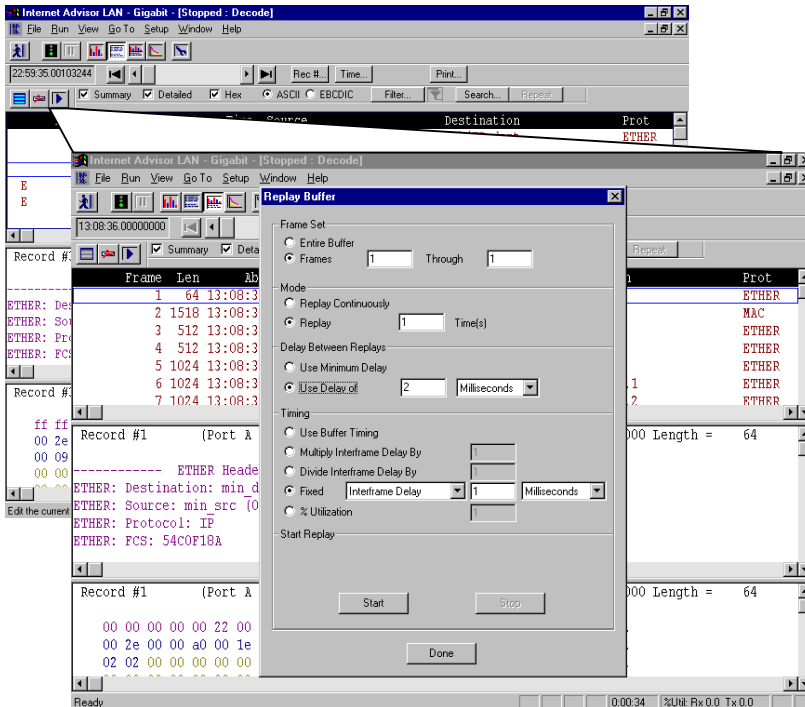 Internet Advisor LAN - Gigabit - [Stopped : Decode]
File Run View Go To Setup Window Help
22:59:35.00103244 Rec #... Time... Print...
Summary Detailed Hex ASCII EBCDIC Filter... Search... Repeat
Source Destination Prot
ETHER
E
E
Record #
ETHER: Des
ETHER: Sou
ETHER: Pro
ETHER: FCS
Record #
ff ff
00 2e
00 09
00 00
Edit the current
Internet Advisor LAN - Gigabit - [Stopped : Decode]
File Run View Go To Setup Window Help
13:08:36.00000000
Summary Deta Repeat
Frame Len Ab Prot
1 64 13:08:3 ETHER
2 1518 13:08:3 MAC
3 512 13:08:3 ETHER
4 512 13:08:3 ETHER
5 1024 13:08:3 ETHER
6 1024 13:08:3 .1 ETHER
7 1024 13:08:3 .2 ETHER
Record #1 (Port A 000 Length = 64
------------ ETHER Heade
ETHER: Destination: min_d
ETHER: Source: min_src (0
ETHER: Protocol: IP
ETHER: FCS: 54C0F18A
Record #1 (Port A 000 Length = 64
00 00 00 00 00 22 00
00 2e 00 00 a0 00 1e
02 02 00 00 00 00 00
Ready 0:00:34 %Util: Rx 0.0 Tx 0.0
Replay Buffer
Frame Set
Entire Buffer
Frames 1 Through 1
Mode
Replay Continuously
Replay 1 Time(s)
Delay Between Replays
Use Minimum Delay
Use Delay of 2 Milliseconds
Timing
Use Buffer Timing
Multiply Interframe Delay By 1
Divide Interframe Delay By 1
Fixed Interframe Delay 1 Milliseconds
% Utilization 1
Start Replay
Start Stop
Done